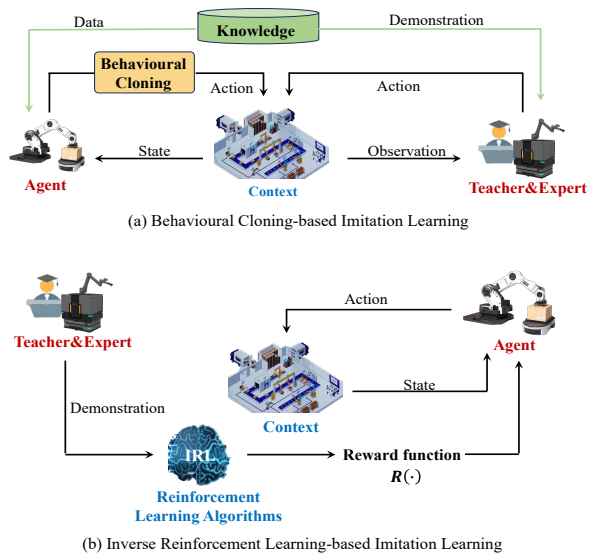 Data
Knowledge
Demonstration
Behavioural
Cloning
Action
Action
State
Observation
Agent
Context
Teacher&Expert
(a) Behavioural Cloning-based Imitation Learning
Action
Teacher&Expert
Agent
State
Demonstration
Context
IRL
Reward function
R(·)
Reinforcement
Learning Algorithms
(b) Inverse Reinforcement Learning-based Imitation Learning